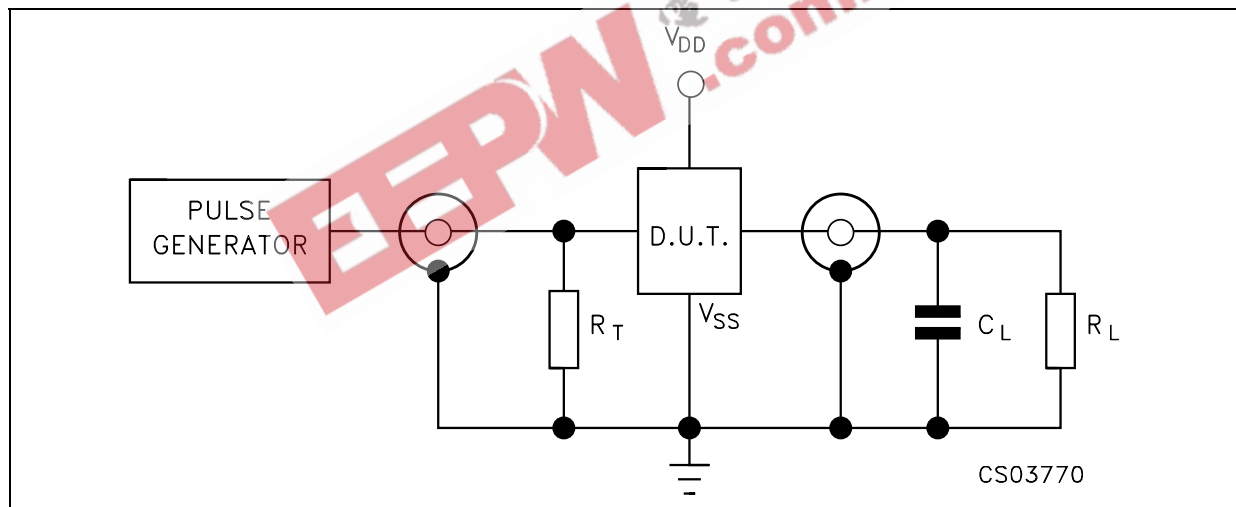 VDD
EEPW
.com.
PULSE
GENERATOR
D.U.T.
VSS
RT
CL
RL
CS03770